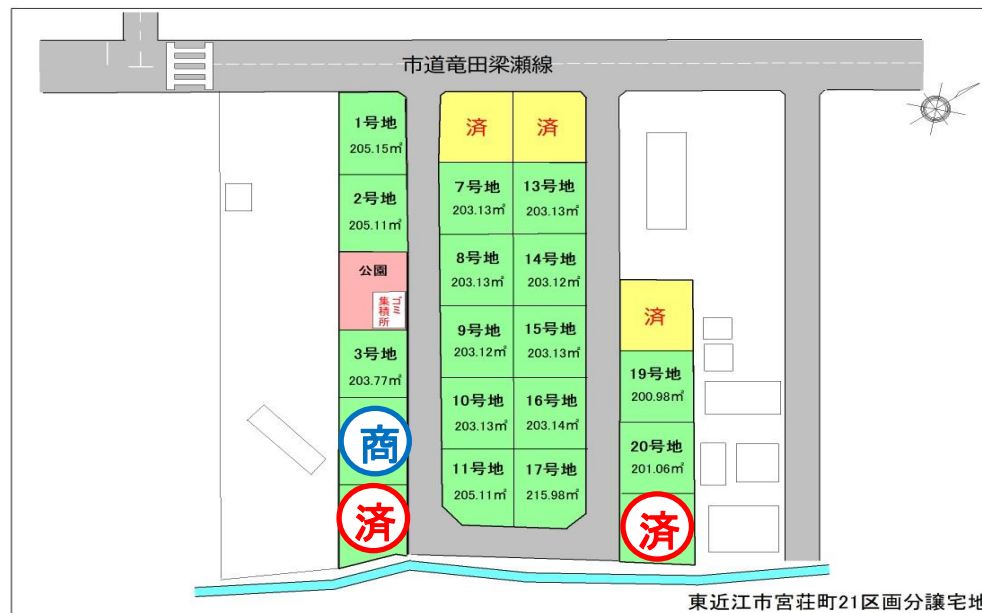 市道竜田梁瀬線
1号地
205.15㎡
2号地
205.11㎡
公園
ゴミ
集積所
3号地
203.77㎡
商
済
済
済
7号地
203.13㎡
13号地
203.13㎡
8号地
203.13㎡
14号地
203.12㎡
9号地
203.12㎡
15号地
203.13㎡
10号地
203.13㎡
16号地
203.14㎡
11号地
205.11㎡
17号地
215.98㎡
済
19号地
200.98㎡
20号地
201.06㎡
済
東近江市宮荘町21区画分譲宅地